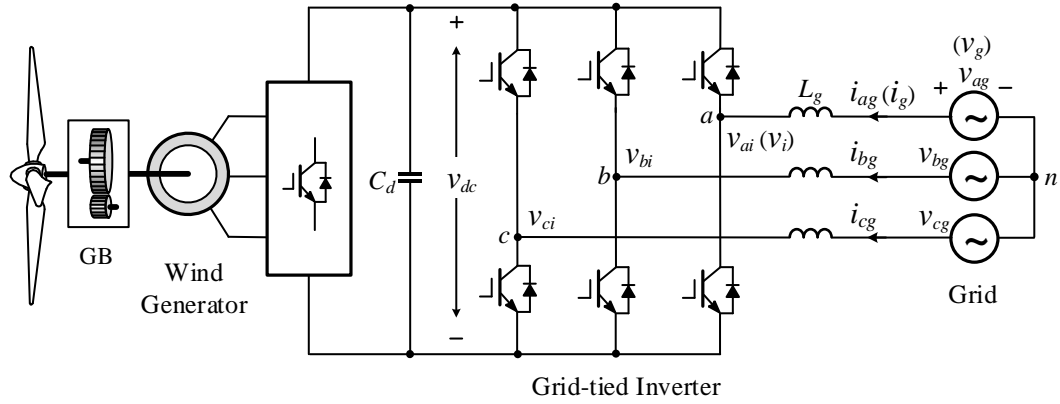 GB
Wind
Generator
C_d
+
v_dc
−
c
v_ci
b
v_bi
a
v_ai (v_i)
L_g
i_ag (i_g)
i_bg
i_cg
(v_g)
+ v_ag −
v_bg
v_cg
~
~
~
n
Grid
Grid-tied Inverter